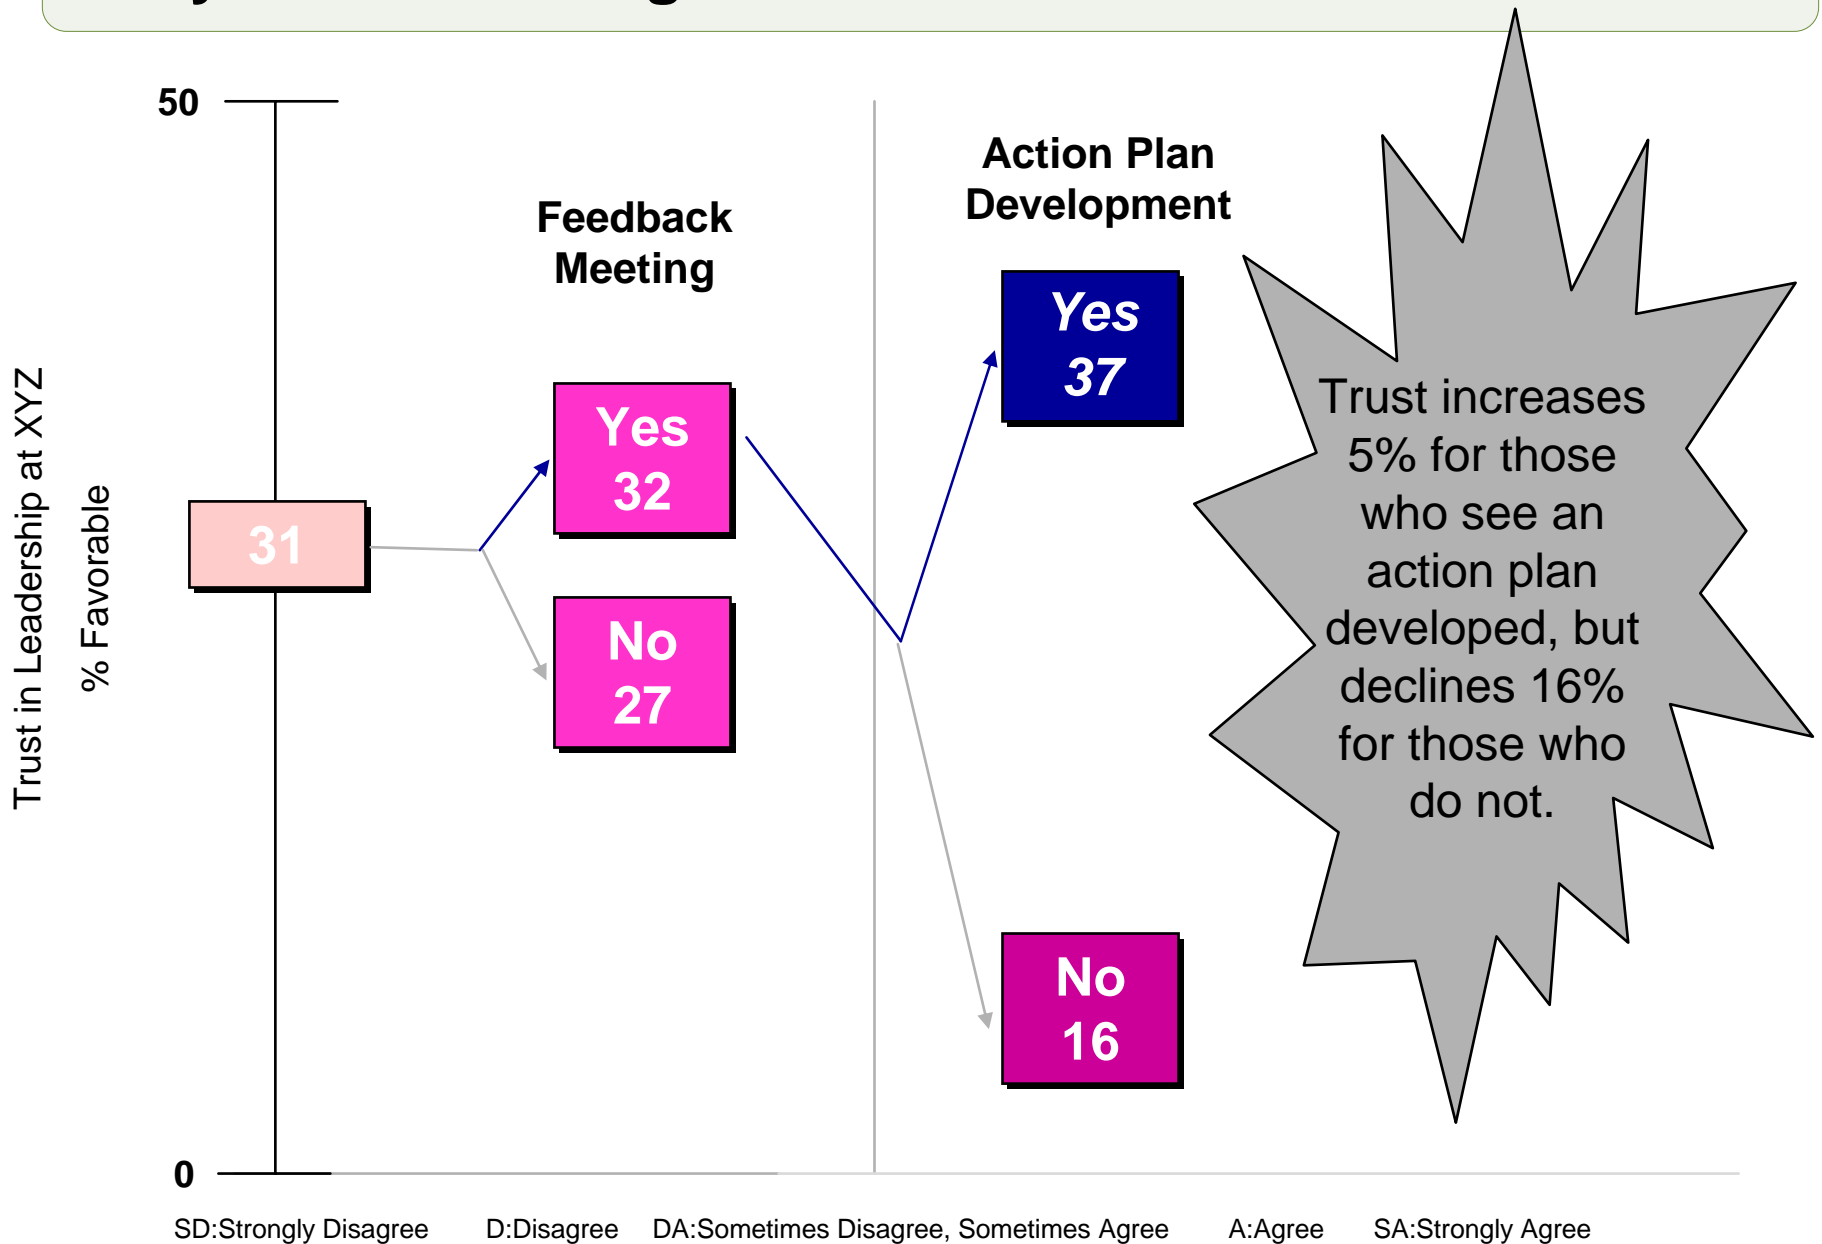 50
Action Plan
Development
Feedback
Meeting
Yes
37
Yes
32
Trust in Leadership at XYZ
% Favorable
31
No
27
Trust increases
5% for those
who see an
action plan
developed, but
declines 16%
for those who
do not.
No
16
0
SD:Strongly Disagree D:Disagree DA:Sometimes Disagree, Sometimes Agree A:Agree SA:Strongly Agree